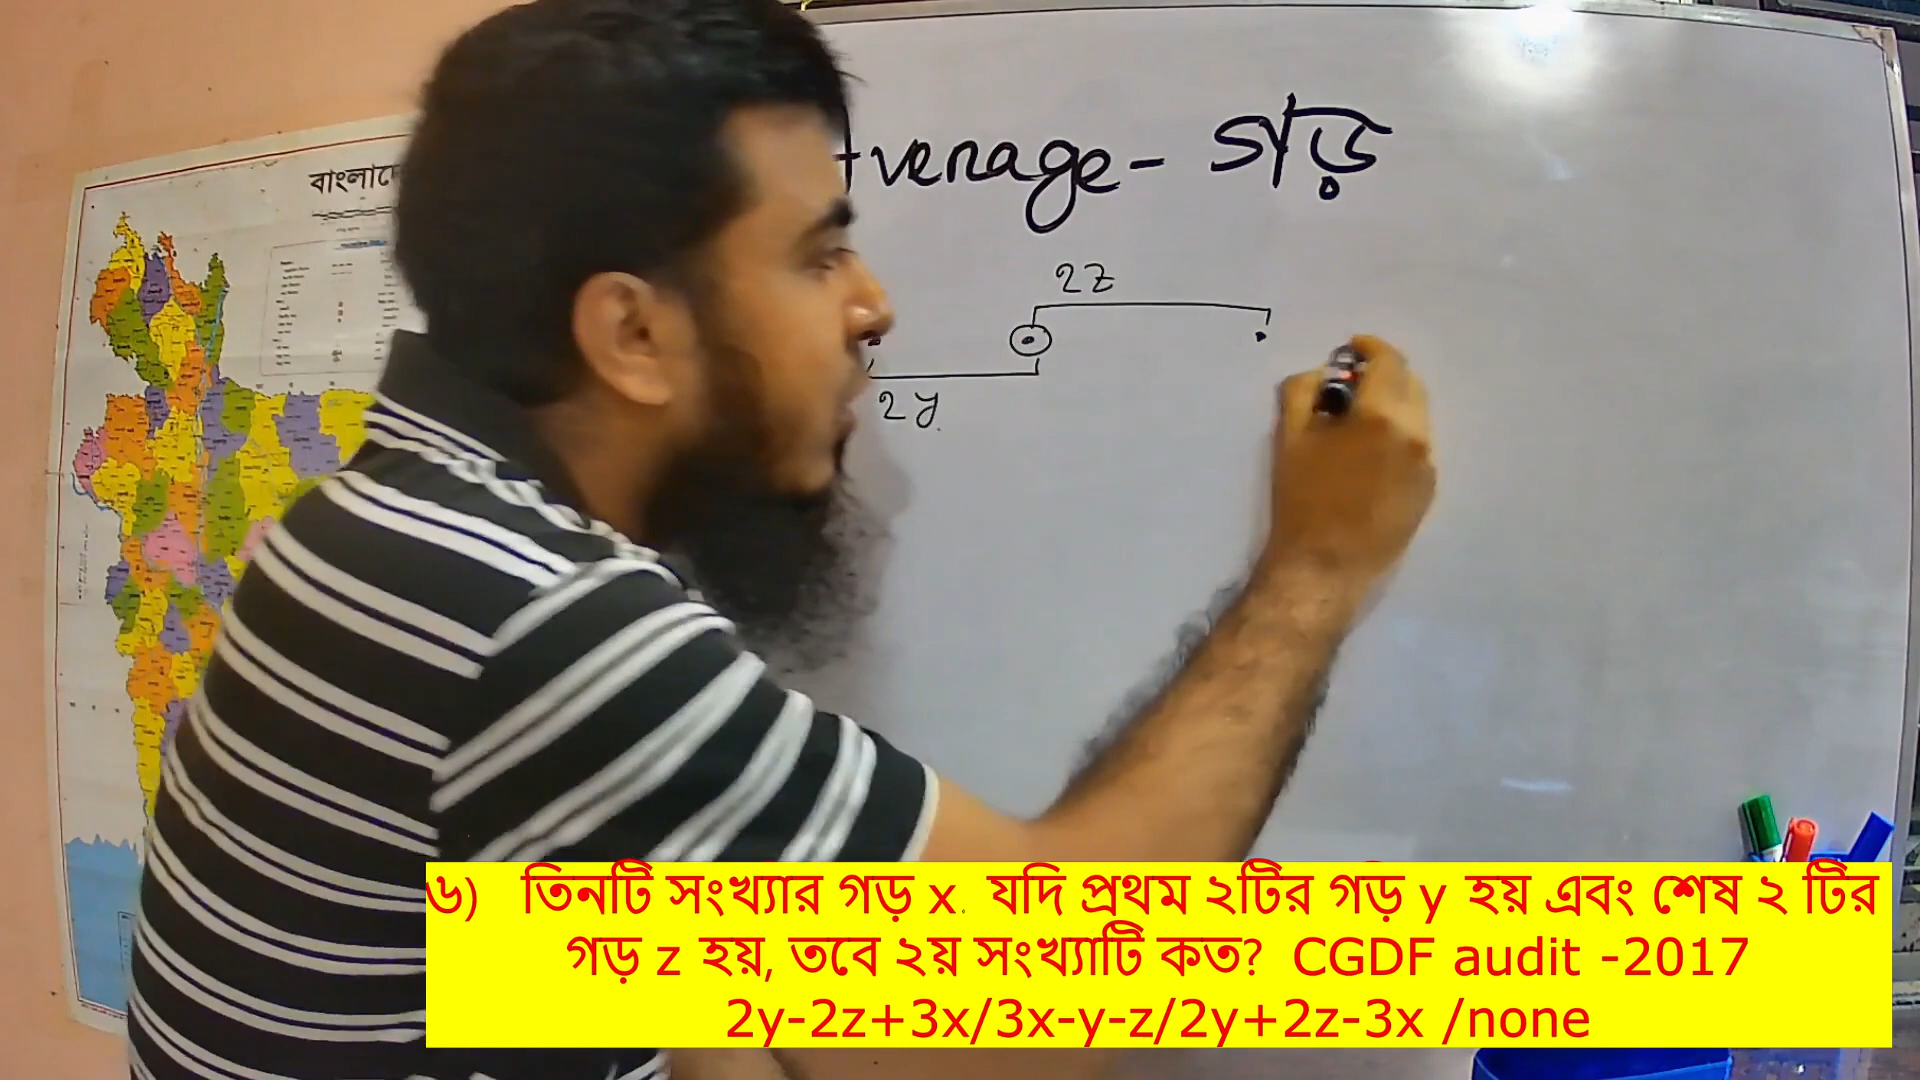 বাংলাদে
Average - গড়
2z
2y
৬) তিনটি সংখ্যার গড় x. যদি প্রথম ২টির গড় y হয় এবং শেষ ২ টির
গড় z হয়, তবে ২য় সংখ্যাটি কত? CGDF audit -2017
2y-2z+3x/3x-y-z/2y+2z-3x /none